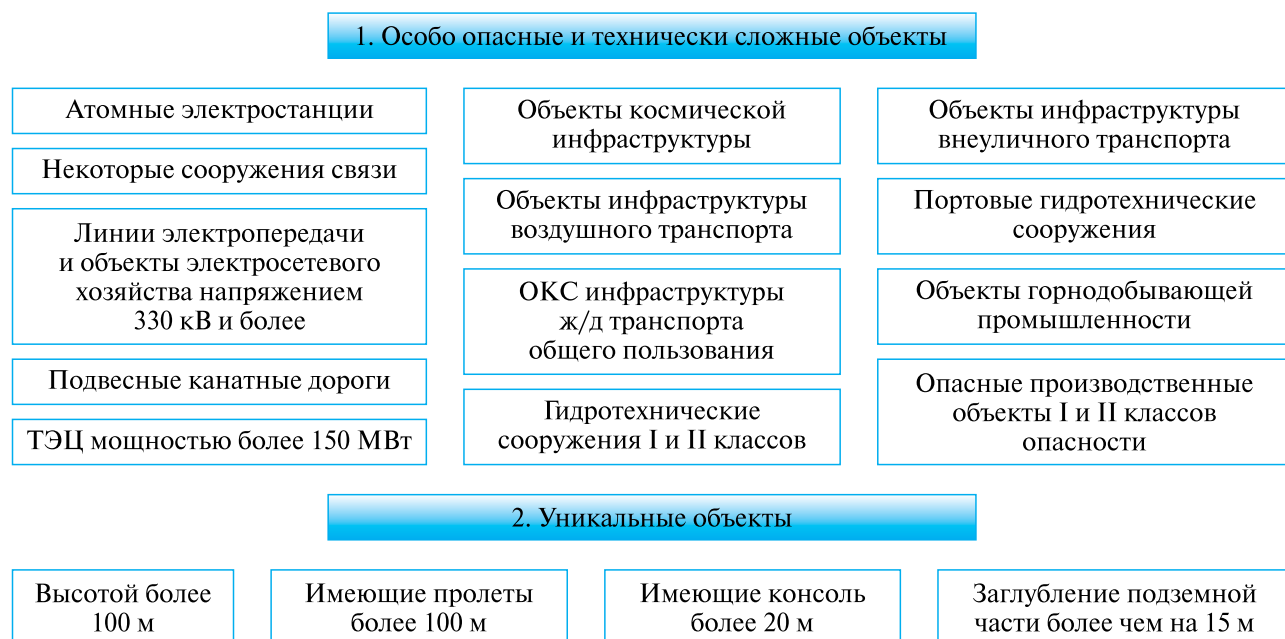 1. Особо опасные и технически сложные объекты
Атомные электростанции
Некоторые сооружения связи
Линии электропередачи
и объекты электросетевого
хозяйства напряжением
330 кВ и более
Подвесные канатные дороги
ТЭЦ мощностью более 150 МВт
Объекты космической
инфраструктуры
Объекты инфраструктуры
воздушного транспорта
ОКС инфраструктуры
ж/д транспорта
общего пользования
Гидротехнические
сооружения I и II классов
Объекты инфраструктуры
внеуличного транспорта
Портовые гидротехнические
сооружения
Объекты горнодобывающей
промышленности
Опасные производственные
объекты I и II классов
опасности
2. Уникальные объекты
Высотой более
100 м
Имеющие пролеты
более 100 м
Имеющие консоль
более 20 м
Заглубление подземной
части более чем на 15 м